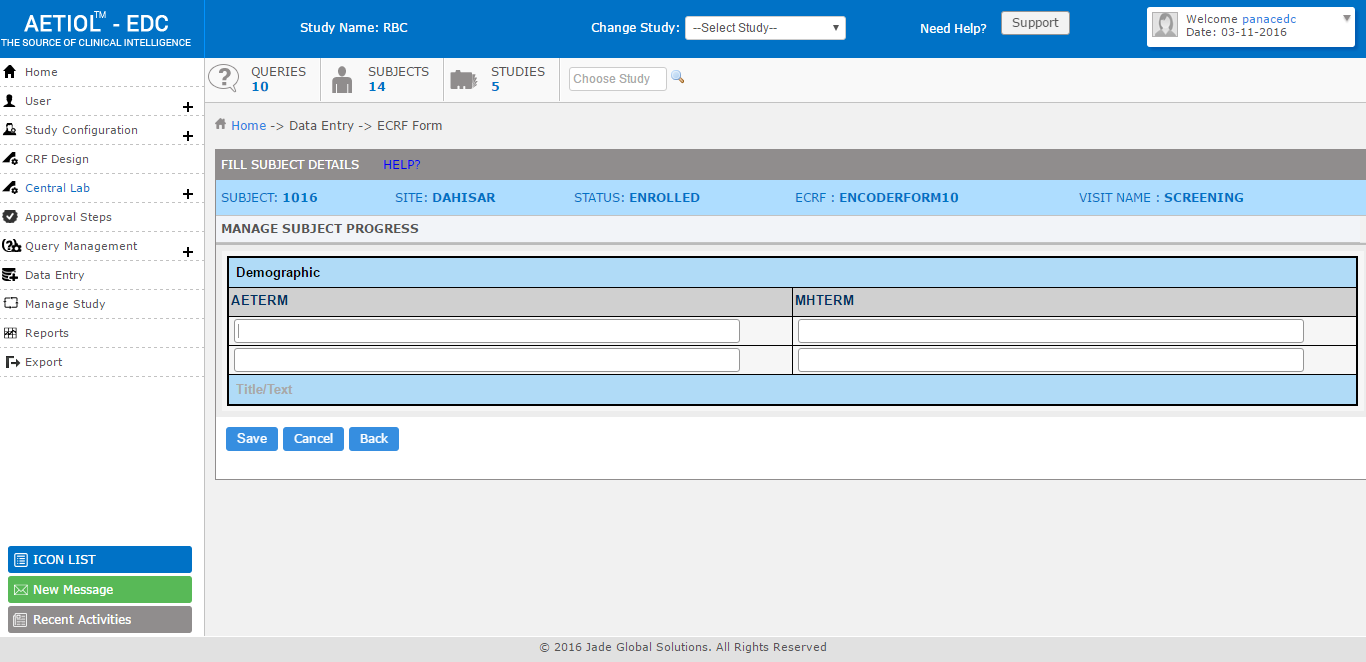 AETIOL™ - EDC
THE SOURCE OF CLINICAL INTELLIGENCE
Study Name: RBC
Change Study: --Select Study--
Need Help? Support
Welcome panacedc
Date: 03-11-2016
Home
User
Study Configuration
CRF Design
Central Lab
Approval Steps
Query Management
Data Entry
Manage Study
Reports
Export
QUERIES
10
SUBJECTS
14
STUDIES
5
Choose Study
Home -> Data Entry -> ECRF Form
FILL SUBJECT DETAILS HELP?
SUBJECT: 1016 SITE: DAHISAR STATUS: ENROLLED ECRF : ENCODERFORM10 VISIT NAME : SCREENING
MANAGE SUBJECT PROGRESS
Demographic
AETERM MHTERM
Title/Text
Save Cancel Back
ICON LIST
New Message
Recent Activities
© 2016 Jade Global Solutions. All Rights Reserved